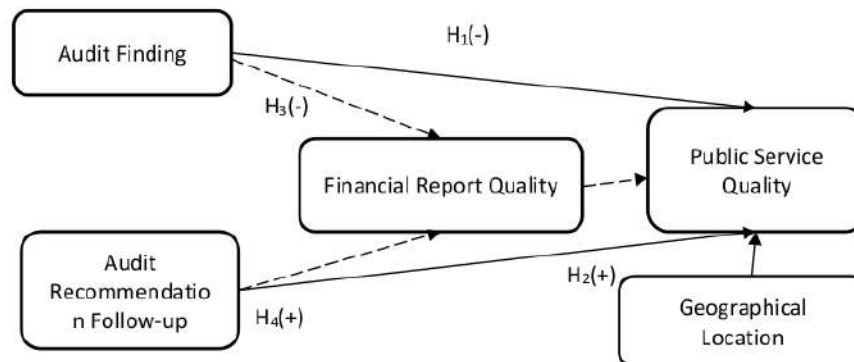 H₁(-)
Audit Finding
H₃(-)
Public Service
Quality
Financial Report Quality
Audit
Recommendatio
n Follow-up
H₂(+)
H₄(+)
Geographical
Location